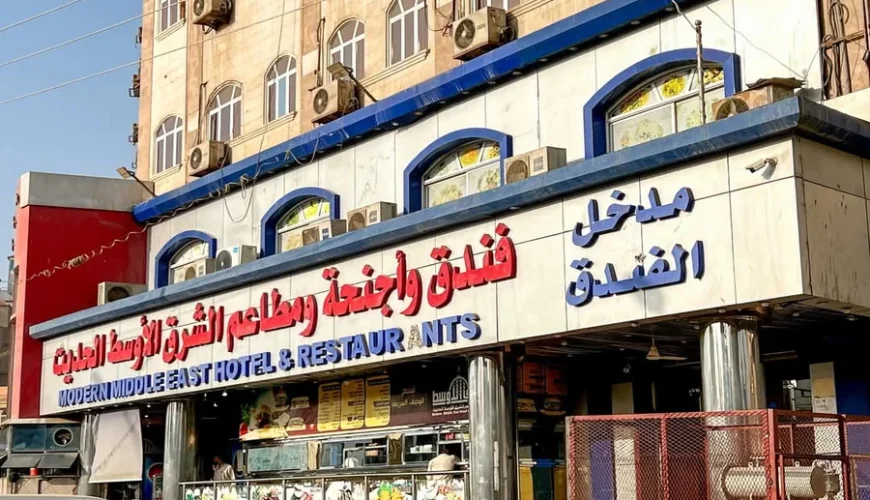 فندق وأجنحة ومطاعم الشرق الأوسط الحديث
MODERN MIDDLE EAST HOTEL & RESTAURANTS
مدخل
الفندق